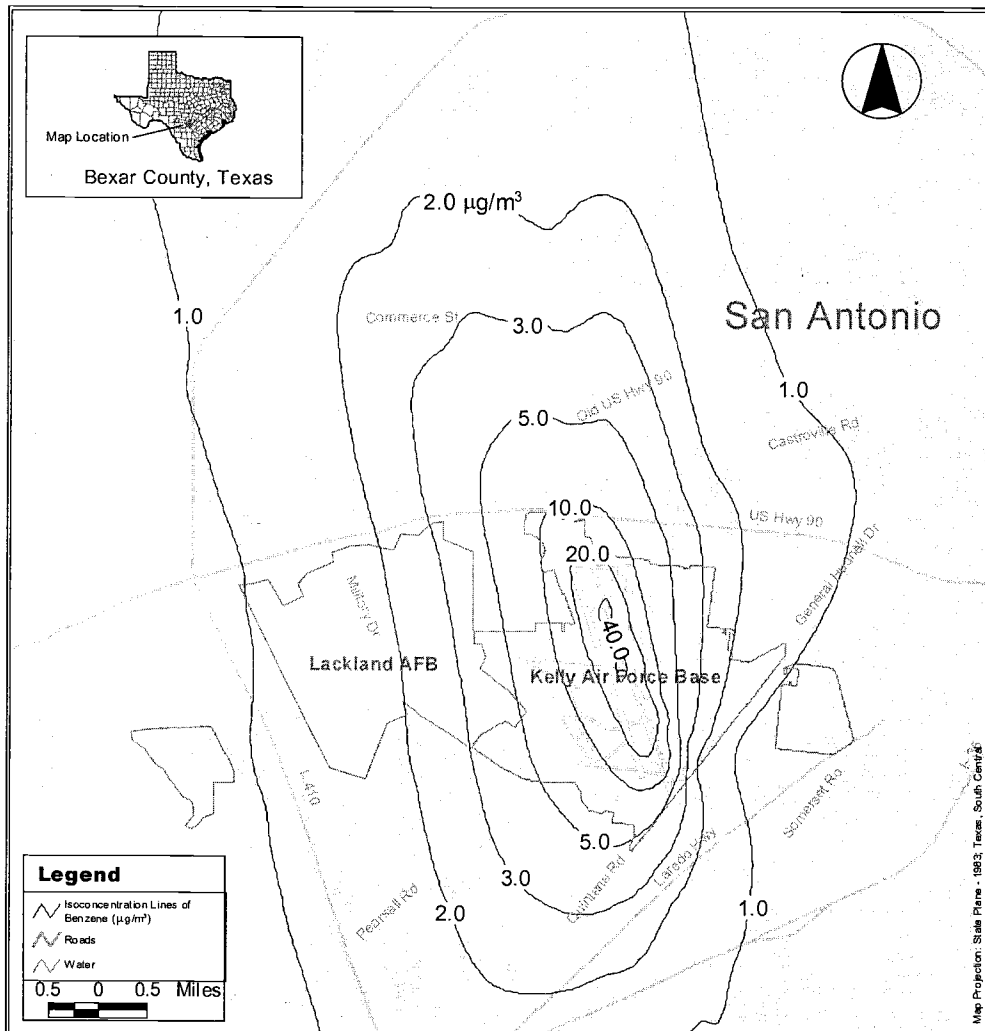 Map Location
Bexar County, Texas
2.0 µg/m³
1.0
Commerce St
3.0
San Antonio
Old US Hwy 90
1.0
5.0
Castroville Rd
10.0
US Hwy 90
20.0
General Hudnell Dr
Mallory Dr
40.0
Lackland AFB
Kelly Air Force Base
I-410
Somerset Rd
5.0
Laredo Hwy
Quintana Rd
3.0
Pearsall Rd
2.0
1.0
Legend
Isoconcentration Lines of
Benzene (µg/m³)
Roads
Water
0.5 0 0.5 Miles
Map Projection: State Plane - 1983; Texas, South Central